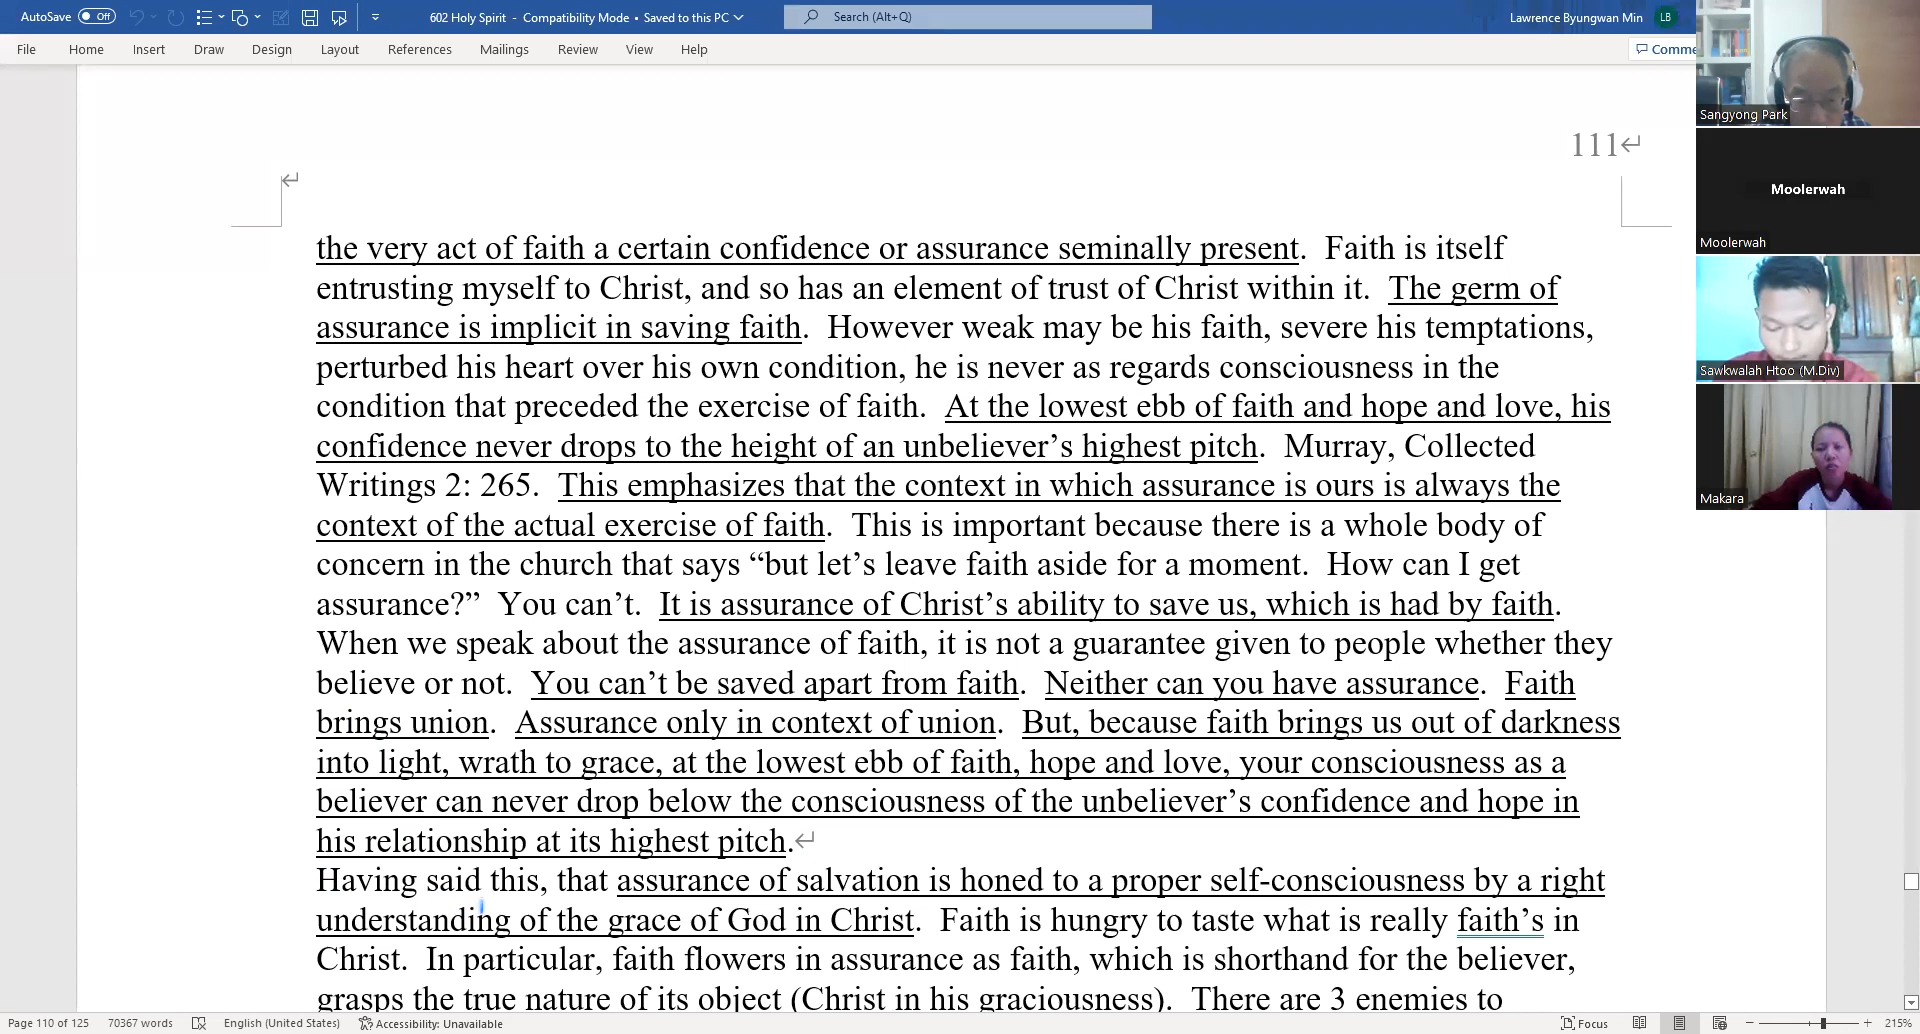 AutoSave Off 602 Holy Spirit - Compatibility Mode • Saved to this PC Search (Alt+Q) Lawrence Byungwan Min LB
File Home Insert Draw Design Layout References Mailings Review View Help Comme
111
the very act of faith a certain confidence or assurance seminally present.  Faith is itself
entrusting myself to Christ, and so has an element of trust of Christ within it.  The germ of
assurance is implicit in saving faith.  However weak may be his faith, severe his temptations,
perturbed his heart over his own condition, he is never as regards consciousness in the
condition that preceded the exercise of faith.  At the lowest ebb of faith and hope and love, his
confidence never drops to the height of an unbeliever’s highest pitch.  Murray, Collected
Writings 2: 265.  This emphasizes that the context in which assurance is ours is always the
context of the actual exercise of faith.  This is important because there is a whole body of
concern in the church that says “but let’s leave faith aside for a moment.  How can I get
assurance?”  You can’t.  It is assurance of Christ’s ability to save us, which is had by faith.
When we speak about the assurance of faith, it is not a guarantee given to people whether they
believe or not.  You can’t be saved apart from faith.  Neither can you have assurance.  Faith
brings union.  Assurance only in context of union.  But, because faith brings us out of darkness
into light, wrath to grace, at the lowest ebb of faith, hope and love, your consciousness as a
believer can never drop below the consciousness of the unbeliever’s confidence and hope in
his relationship at its highest pitch.
Having said this, that assurance of salvation is honed to a proper self-consciousness by a right
understanding of the grace of God in Christ.  Faith is hungry to taste what is really faith’s in
Christ.  In particular, faith flowers in assurance as faith, which is shorthand for the believer,
grasps the true nature of its object (Christ in his graciousness).  There are 3 enemies to
Sangyong Park
Moolerwah
Moolerwah
Sawkwalah Htoo (M.Div)
Makara
Page 110 of 125 70367 words English (United States) Accessibility: Unavailable Focus 215%